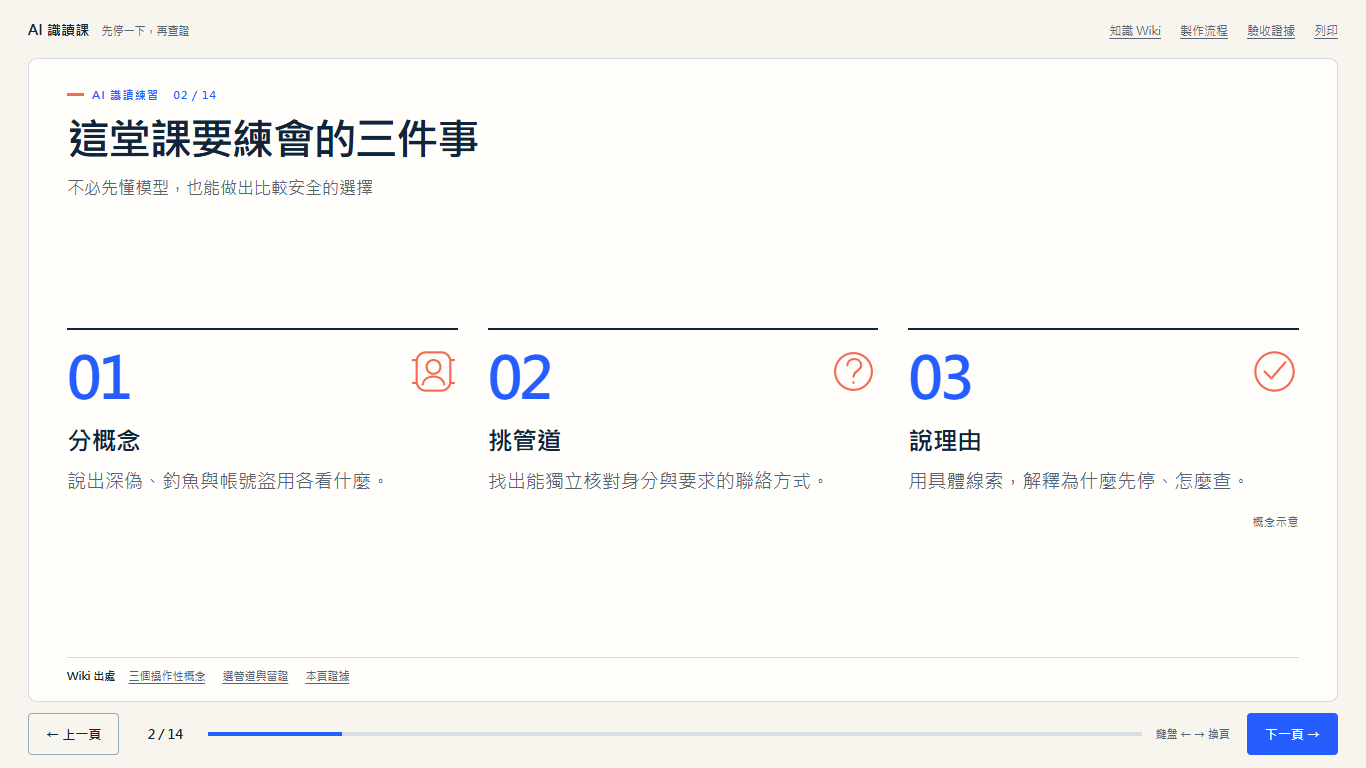 AI 識讀課 先停一下，再查證 知識 Wiki 製作流程 驗收證據 列印
AI 識讀練習 02 / 14
這堂課要練會的三件事
不必先懂模型，也能做出比較安全的選擇
01
分概念
說出深偽、釣魚與帳號盜用各看什麼。
02
挑管道
找出能獨立核對身分與要求的聯絡方式。
03
說理由
用具體線索，解釋為什麼先停、怎麼查。
概念示意
Wiki 出處 三個操作性概念 選管道與留證 本頁證據
← 上一頁 2 / 14 鍵盤 ← → 換頁 下一頁 →